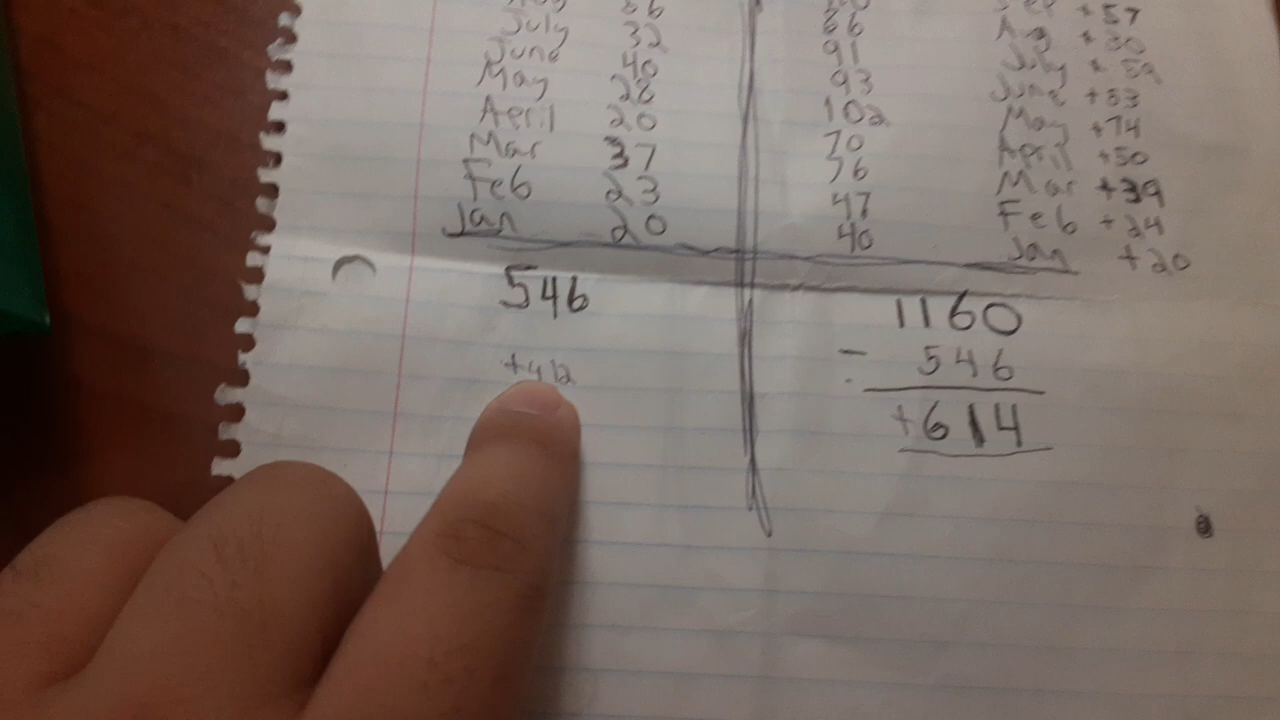 July 32 86 Aug +30
June 40 91 July
May 28 93 June +53
April 20 102 May +74
Mar 37 70 April +50
Feb 23 76 Mar +39
Jan 20 47 Feb +24
40 Jan +20
546 1160
- 546
+614